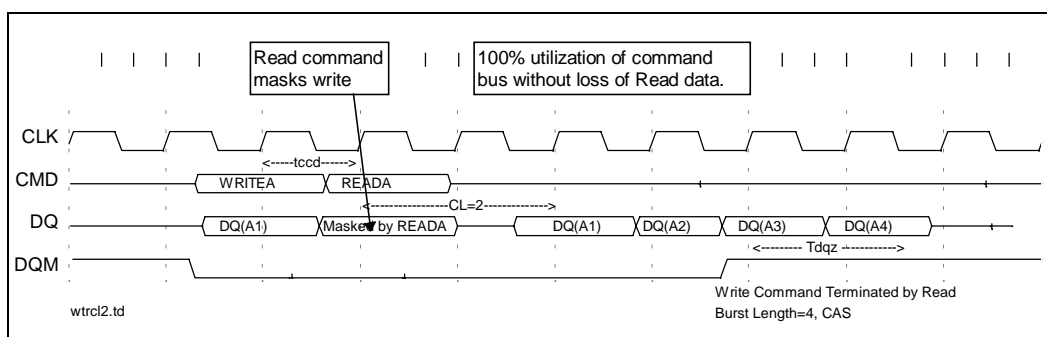 Read command
masks write
100% utilization of command
bus without loss of Read data.
CLK
<-----tccd------>
CMD
WRITEA
READA
<-----------------CL=2---------------->
DQ
DQ(A1)
Masked by READA
DQ(A1)
DQ(A2)
DQ(A3)
DQ(A4)
<--------- Tdqz ----------->
DQM
wtrcl2.td
Write Command Terminated by Read
Burst Length=4, CAS